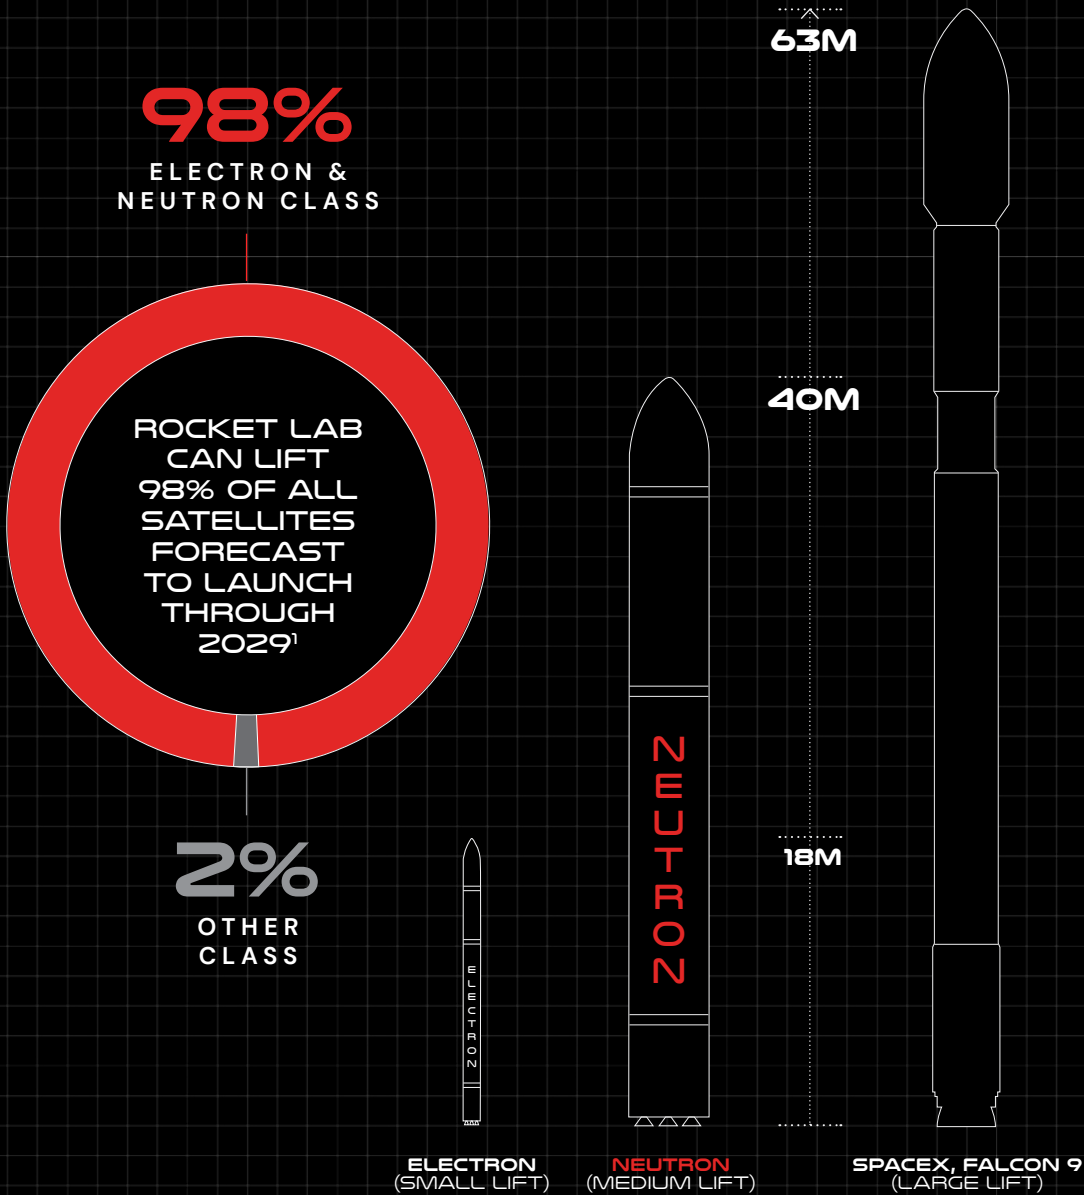 98%
ELECTRON &
NEUTRON CLASS
ROCKET LAB
CAN LIFT
98% OF ALL
SATELLITES
FORECAST
TO LAUNCH
THROUGH
2029¹
2%
OTHER
CLASS
ELECTRON
NEUTRON
63M
40M
18M
ELECTRON
(SMALL LIFT)
NEUTRON
(MEDIUM LIFT)
SPACEX, FALCON 9
(LARGE LIFT)